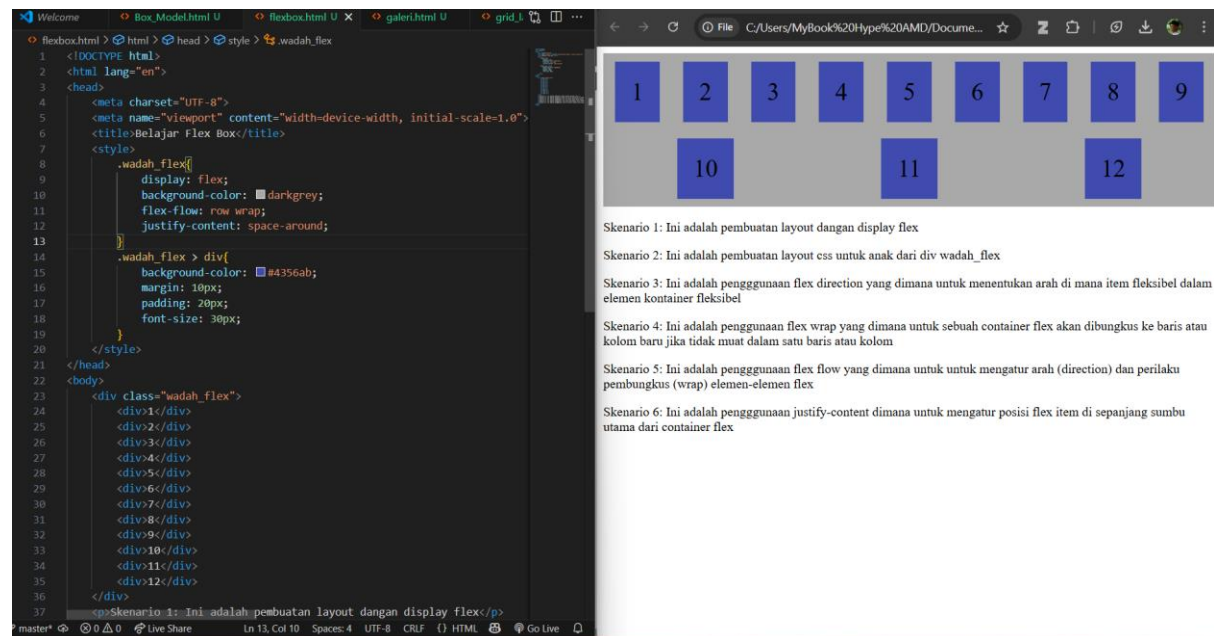 Welcome Box_Model.html U flexbox.html U galeri.html U grid_l
flexbox.html > html > head > style > .wadah_flex
1 <!DOCTYPE html>
2 <html lang="en">
3 <head>
4 <meta charset="UTF-8">
5 <meta name="viewport" content="width=device-width, initial-scale=1.0">
6 <title>Belajar Flex Box</title>
7 <style>
8 .wadah_flex{
9 display: flex;
10 background-color: darkgrey;
11 flex-flow: row wrap;
12 justify-content: space-around;
13 }
14 .wadah_flex > div{
15 background-color: #4356ab;
16 margin: 10px;
17 padding: 20px;
18 font-size: 30px;
19 }
20 </style>
21 </head>
22 <body>
23 <div class="wadah_flex">
24 <div>1</div>
25 <div>2</div>
26 <div>3</div>
27 <div>4</div>
28 <div>5</div>
29 <div>6</div>
30 <div>7</div>
31 <div>8</div>
32 <div>9</div>
33 <div>10</div>
34 <div>11</div>
35 <div>12</div>
36 </div>
37 <p>Skenario 1: Ini adalah pembuatan layout dangan display flex</p>
master* 0 0 Live Share Ln 13, Col 10 Spaces: 4 UTF-8 CRLF {} HTML Go Live
File C:/Users/MyBook%20Hype%20AMD/Docume...
1 2 3 4 5 6 7 8 9
10 11 12
Skenario 1: Ini adalah pembuatan layout dangan display flex
Skenario 2: Ini adalah pembuatan layout css untuk anak dari div wadah_flex
Skenario 3: Ini adalah pengggunaan flex direction yang dimana untuk menentukan arah di mana item fleksibel dalam
elemen kontainer fleksibel
Skenario 4: Ini adalah penggunaan flex wrap yang dimana untuk sebuah container flex akan dibungkus ke baris atau
kolom baru jika tidak muat dalam satu baris atau kolom
Skenario 5: Ini adalah pengggunaan flex flow yang dimana untuk untuk mengatur arah (direction) dan perilaku
pembungkus (wrap) elemen-elemen flex
Skenario 6: Ini adalah pengggunaan justify-content dimana untuk mengatur posisi flex item di sepanjang sumbu
utama dari container flex